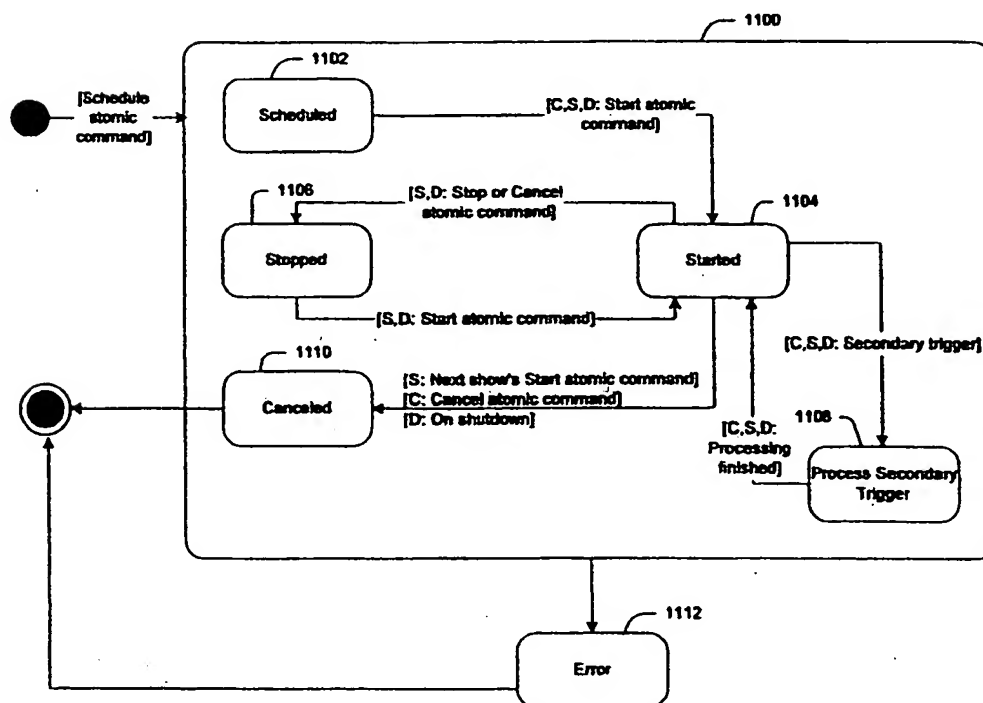 1100
1102
[Schedule
atomic
command]
Scheduled
[C,S,D: Start atomic
command]
1106
[S,D: Stop or Cancel
atomic command]
1104
Stopped
Started
[S,D: Start atomic command]
[C,S,D: Secondary trigger]
1110
[S: Next show's Start atomic command]
[C: Cancel atomic command]
[D: On shutdown]
Canceled
[C,S,D:
Processing
finished]
1108
Process Secondary
Trigger
1112
Error